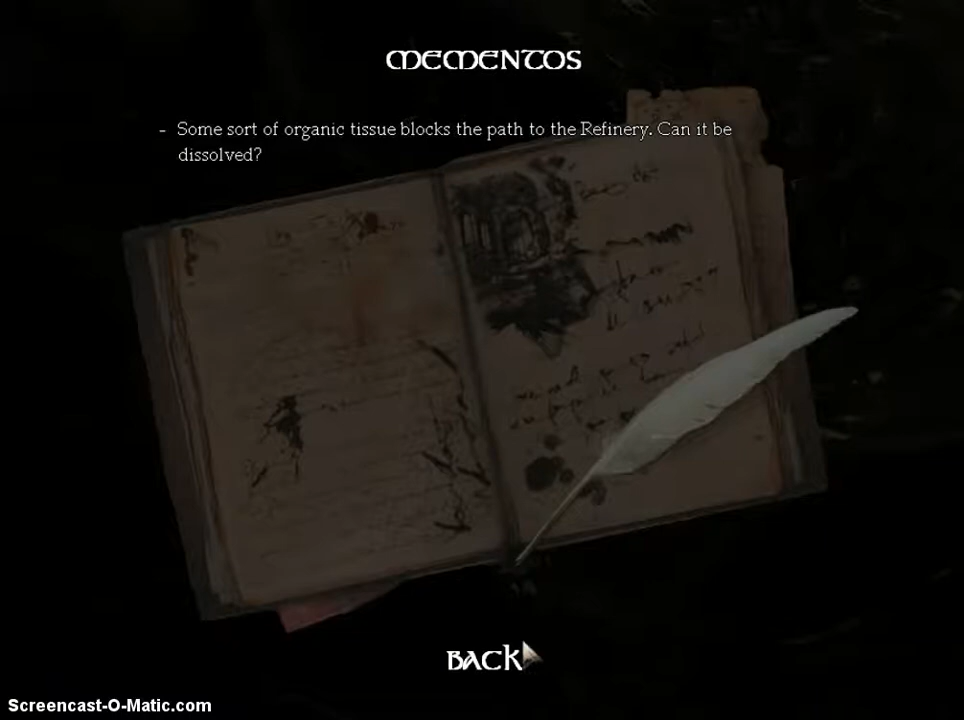 MEMENTOS
- Some sort of organic tissue blocks the path to the Refinery. Can it be
dissolved?
BACK
Screencast-O-Matic.com